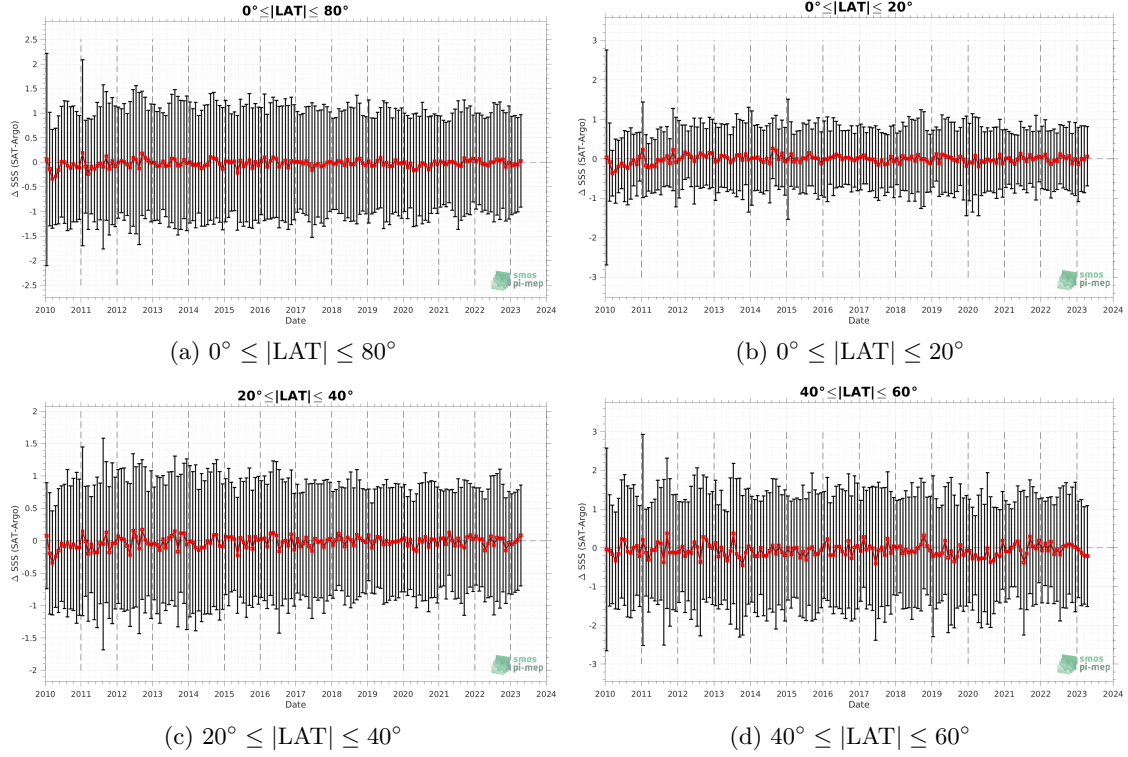 0°≤|LAT|≤ 80°
Δ SSS (SAT-Argo)
2.5
2
1.5
1
0.5
0
-0.5
-1
-1.5
-2
-2.5
2010 2011 2012 2013 2014 2015 2016 2017 2018 2019 2020 2021 2022 2023 2024
Date
smos
pi-mep
(a) 0° ≤ |LAT| ≤ 80°
0°≤|LAT|≤ 20°
Δ SSS (SAT-Argo)
3
2
1
0
-1
-2
-3
2010 2011 2012 2013 2014 2015 2016 2017 2018 2019 2020 2021 2022 2023 2024
Date
smos
pi-mep
(b) 0° ≤ |LAT| ≤ 20°
20°≤|LAT|≤ 40°
Δ SSS (SAT-Argo)
2
1.5
1
0.5
0
-0.5
-1
-1.5
-2
2010 2011 2012 2013 2014 2015 2016 2017 2018 2019 2020 2021 2022 2023 2024
Date
smos
pi-mep
(c) 20° ≤ |LAT| ≤ 40°
40°≤|LAT|≤ 60°
Δ SSS (SAT-Argo)
3
2
1
0
-1
-2
-3
2010 2011 2012 2013 2014 2015 2016 2017 2018 2019 2020 2021 2022 2023 2024
Date
smos
pi-mep
(d) 40° ≤ |LAT| ≤ 60°